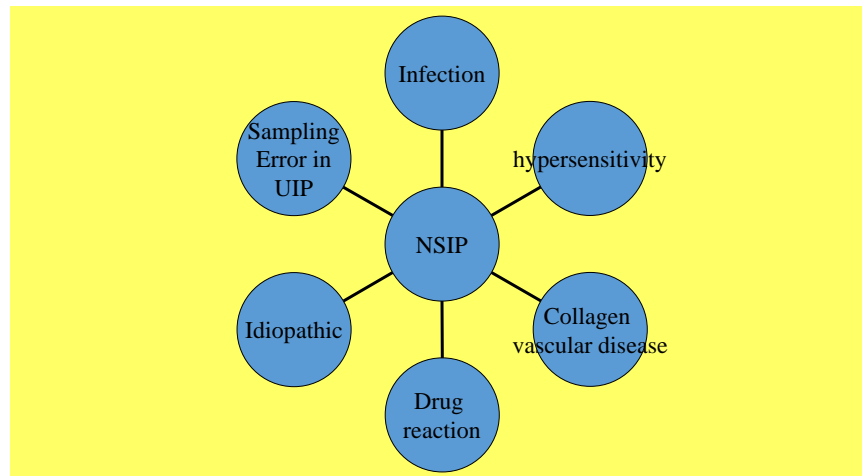 Infection
Sampling
Error in
UIP
hypersensitivity
NSIP
Idiopathic
Collagen
vascular disease
Drug
reaction